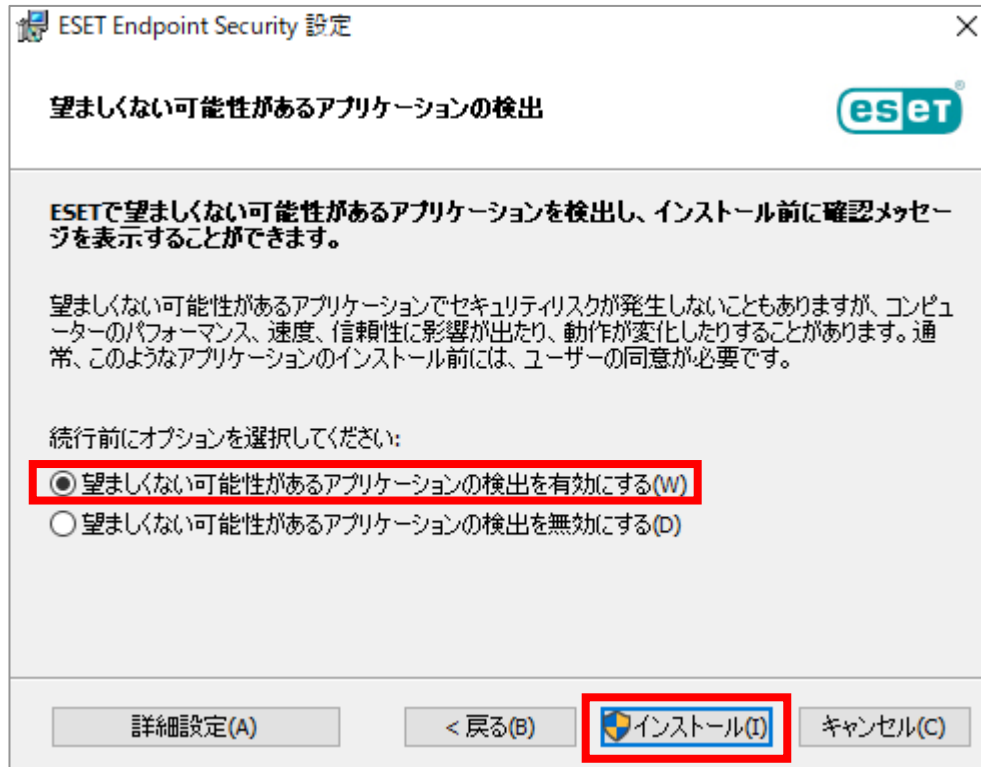 ESET Endpoint Security 設定
望ましくない可能性があるアプリケーションの検出
eseT
ESETで望ましくない可能性があるアプリケーションを検出し、インストール前に確認メッセー
ジを表示することができます。
望ましくない可能性があるアプリケーションでセキュリティリスクが発生しないこともありますが、コンピュ
ーターのパフォーマンス、速度、信頼性に影響が出たり、動作が変化したりすることがあります。通
常、このようなアプリケーションのインストール前には、ユーザーの同意が必要です。
続行前にオプションを選択してください:
望ましくない可能性があるアプリケーションの検出を有効にする(W)
望ましくない可能性があるアプリケーションの検出を無効にする(D)
詳細設定(A) < 戻る(B) インストール(I) キャンセル(C)